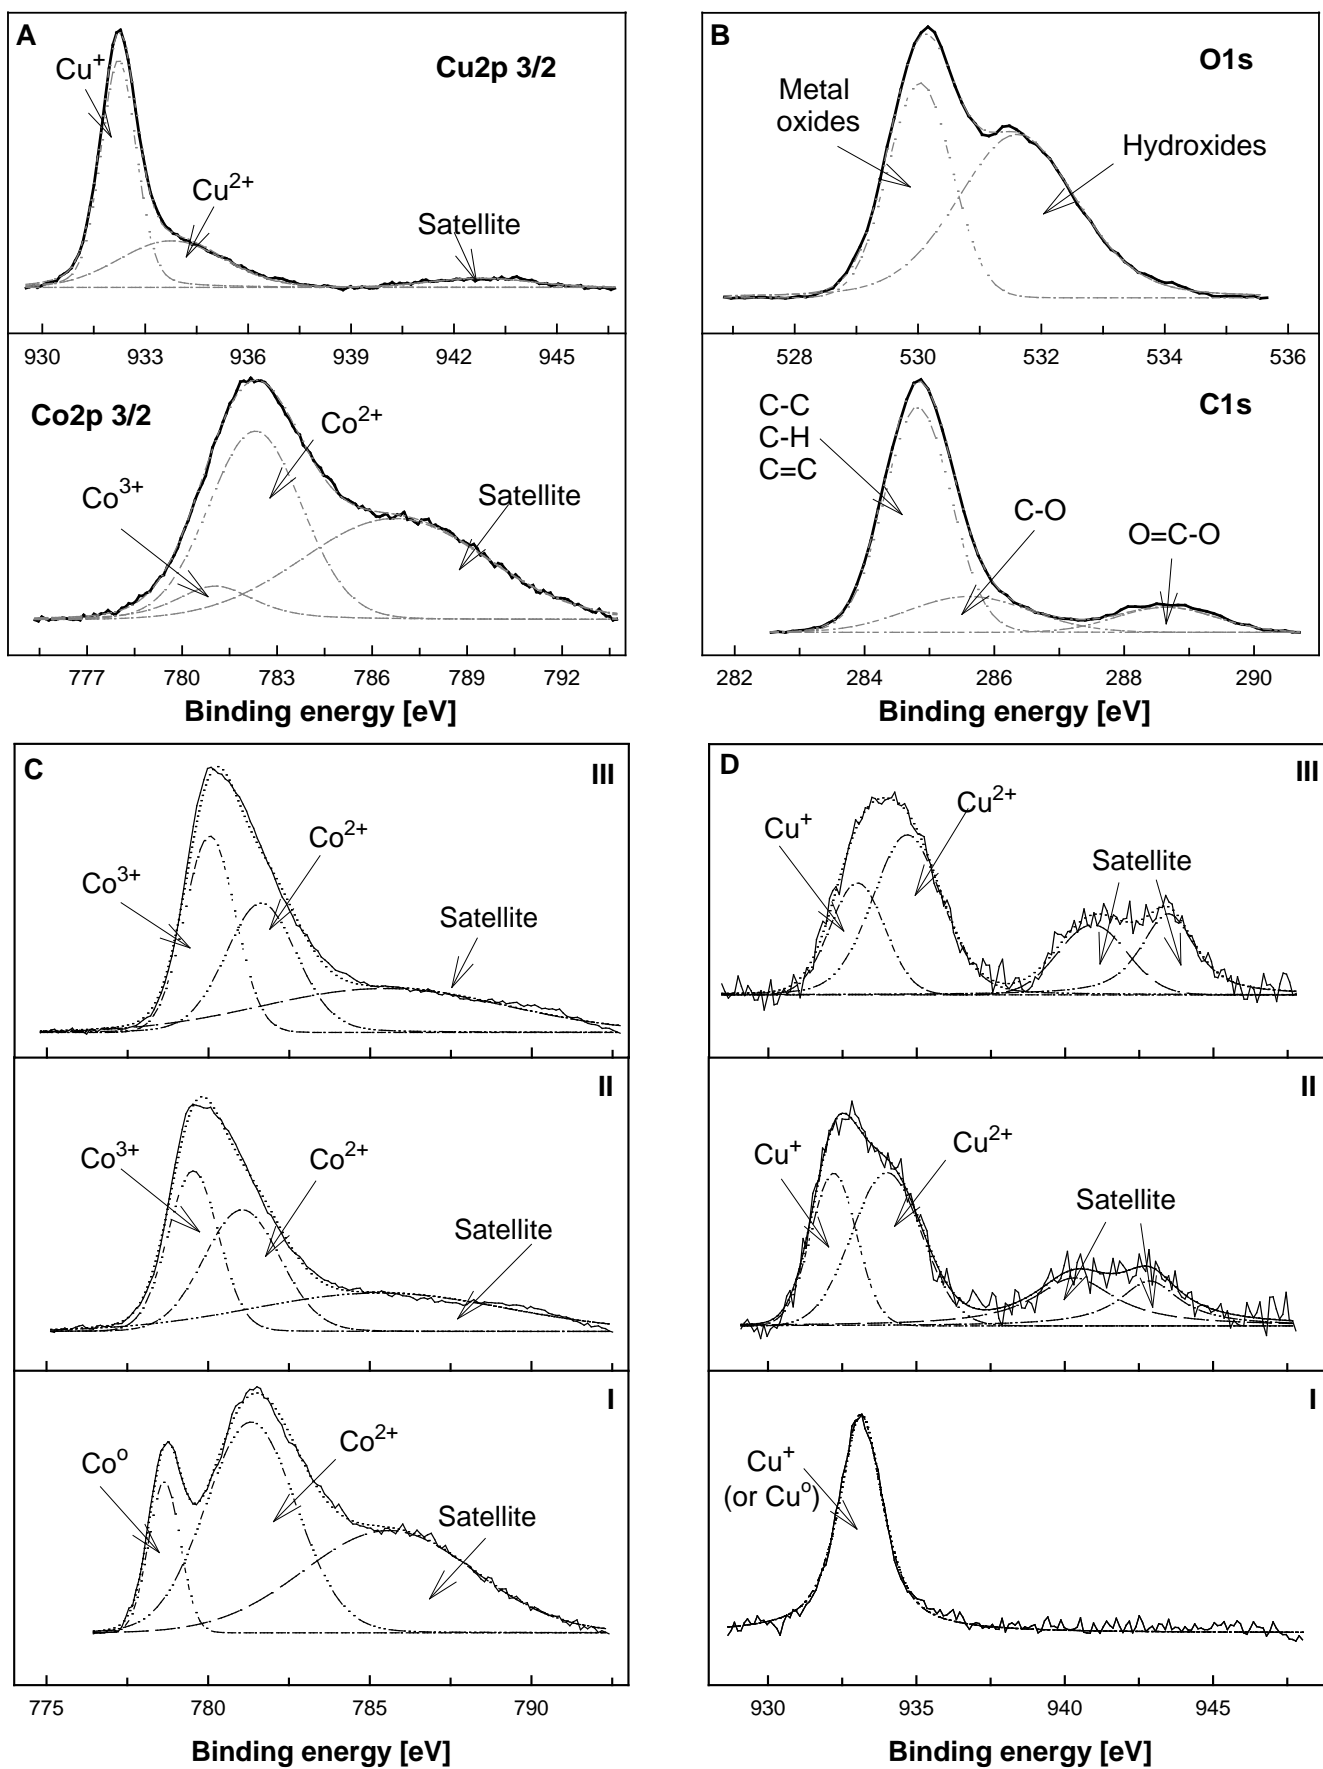 A
Cu2p 3/2
Cu+
Cu2+
Satellite
930 933 936 939 942 945
Co2p 3/2
Co2+
Co3+
Satellite
777 780 783 786 789 792
Binding energy [eV]
B
O1s
Metal
oxides
Hydroxides
528 530 532 534 536
C1s
C-C
C-H
C=C
C-O
O=C-O
282 284 286 288 290
Binding energy [eV]
C
III
Co2+
Co3+
Satellite
II
Co3+
Co2+
Satellite
I
Coo
Co2+
Satellite
775 780 785 790
Binding energy [eV]
D
III
Cu2+
Cu+
Satellite
II
Cu+
Cu2+
Satellite
I
Cu+
(or Cuo)
930 935 940 945
Binding energy [eV]